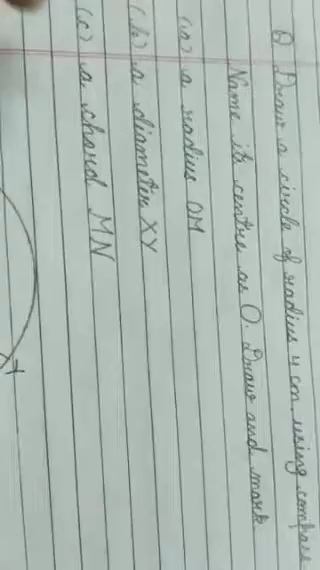 Q Draw a circle of radius 4 cm, using compass
Name its centre as O. Draw and mark
(a) a radius OM
(b) a diameter XY
(c) a chord MN
Y